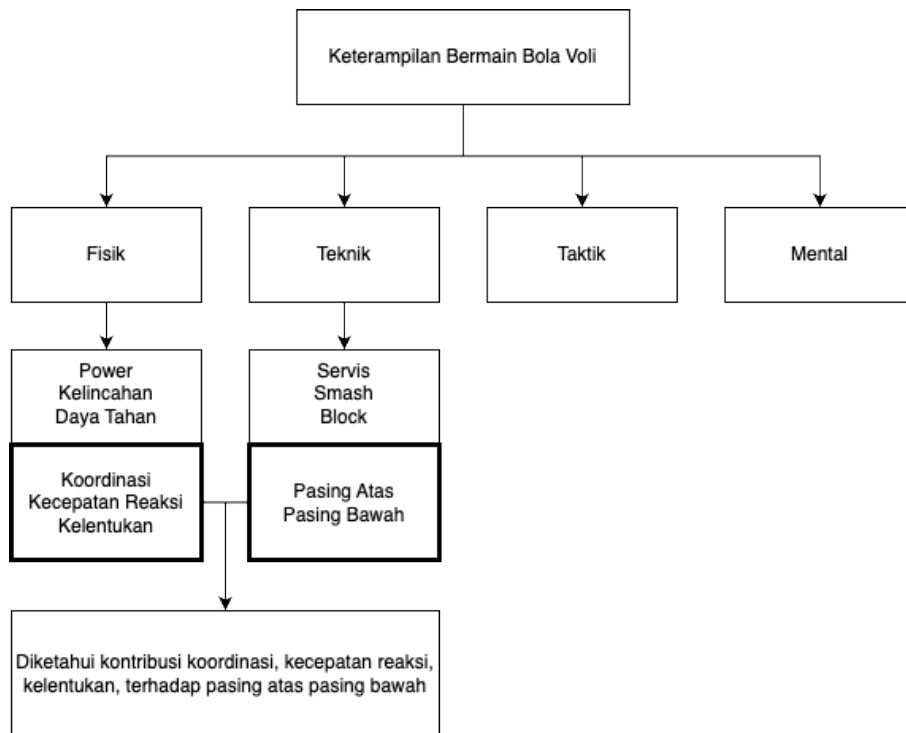 Keterampilan Bermain Bola Voli
Fisik
Teknik
Taktik
Mental
Power
Kelincahan
Daya Tahan
Servis
Smash
Block
Koordinasi
Kecepatan Reaksi
Kelentukan
Pasing Atas
Pasing Bawah
Diketahui kontribusi koordinasi, kecepatan reaksi,
kelentukan, terhadap pasing atas pasing bawah